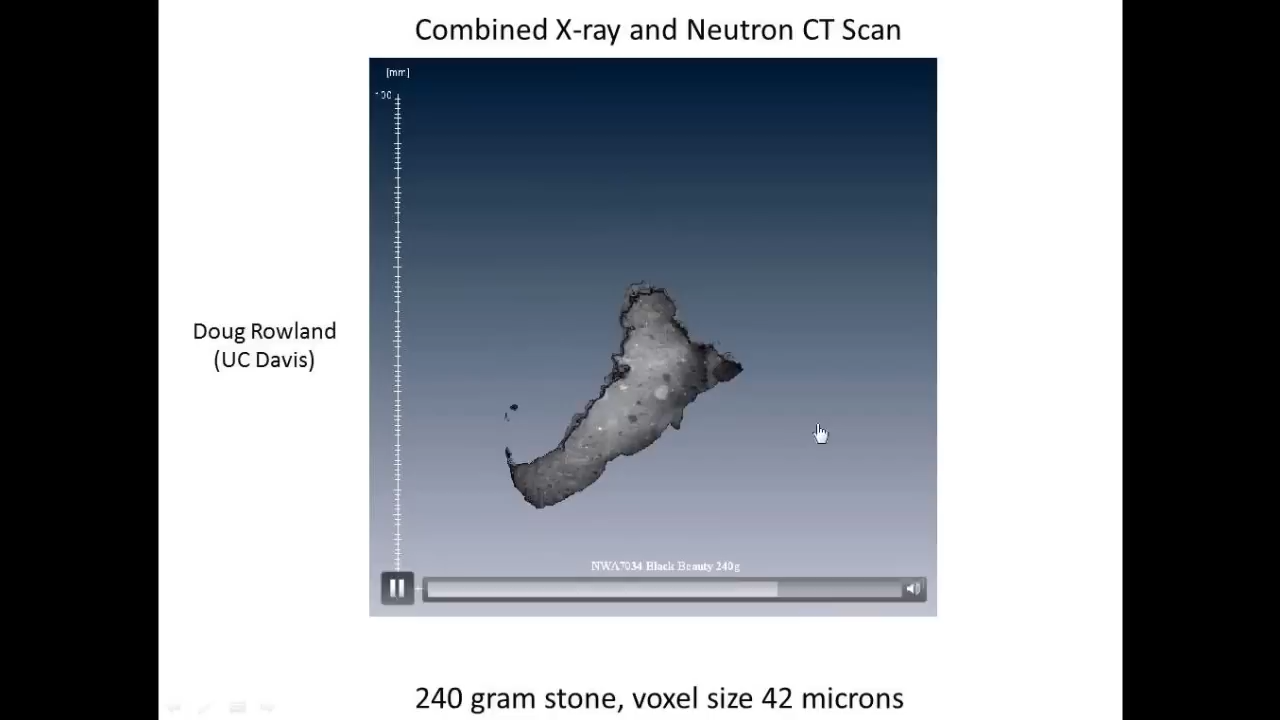 Combined X-ray and Neutron CT Scan
[mm]
Doug Rowland
(UC Davis)
NWA7034 Black Beauty 240g
240 gram stone, voxel size 42 microns